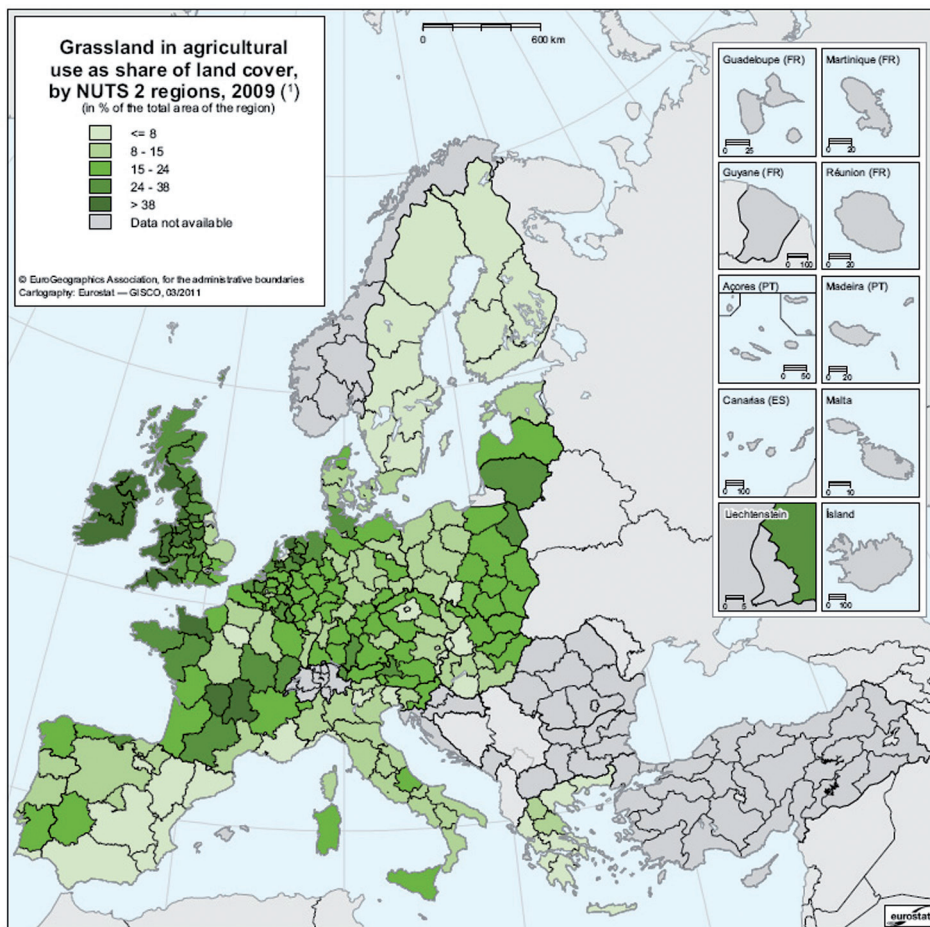 Grassland in agricultural
use as share of land cover,
by NUTS 2 regions, 2009 (¹)
(in % of the total area of the region)
<= 8
8 - 15
15 - 24
24 - 38
> 38
Data not available
© EuroGeographics Association, for the administrative boundaries
Cartography: Eurostat — GISCO, 03/2011
0 600 km
Guadeloupe (FR)
0 25
Martinique (FR)
0 20
Guyane (FR)
0 100
Réunion (FR)
0 20
Açores (PT)
0 50
Madeira (PT)
0 20
Canarias (ES)
0 100
Malta
0 10
Liechtenstein
0 5
Ísland
0 100
eurostat